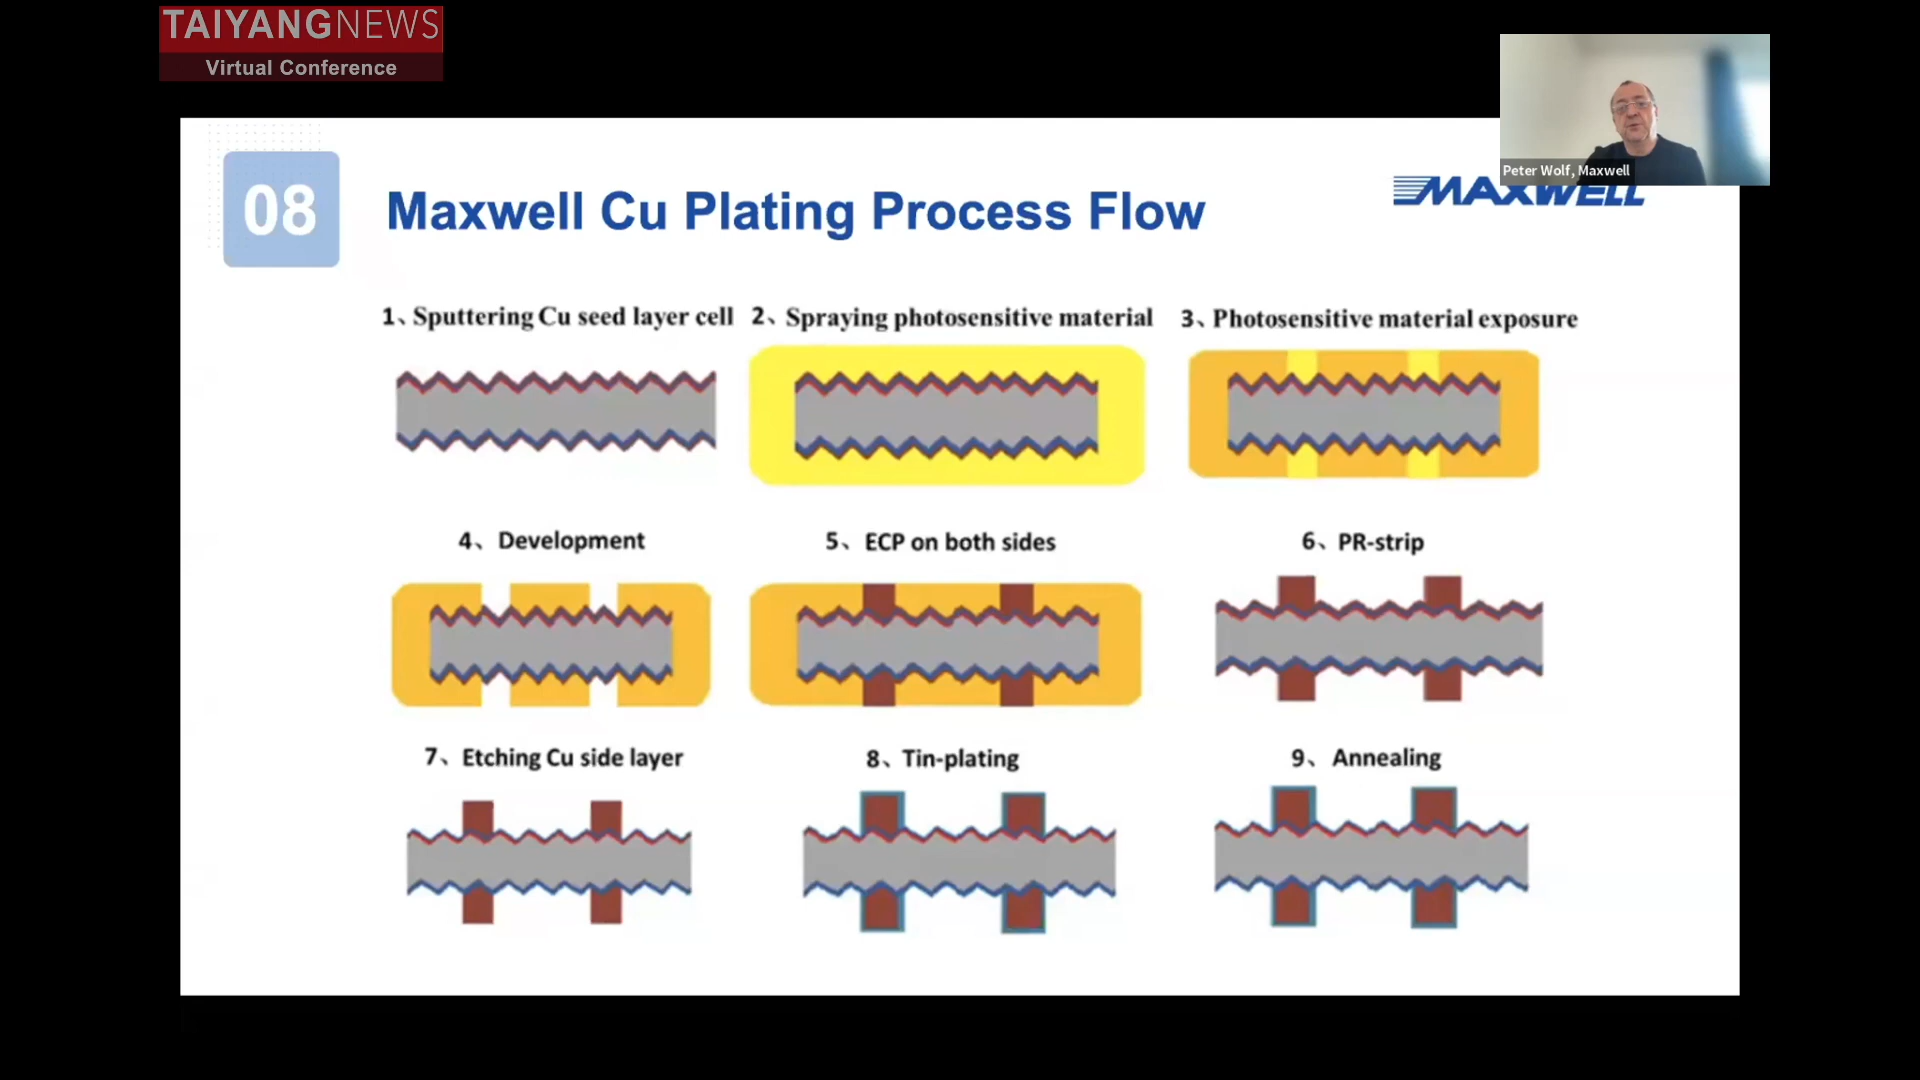 TAIYANGNEWS
Virtual Conference
Peter Wolf, Maxwell
08
Maxwell Cu Plating Process Flow
MAXWELL
1、Sputtering Cu seed layer cell
2、Spraying photosensitive material
3、Photosensitive material exposure
4、Development
5、ECP on both sides
6、PR-strip
7、Etching Cu side layer
8、Tin-plating
9、Annealing